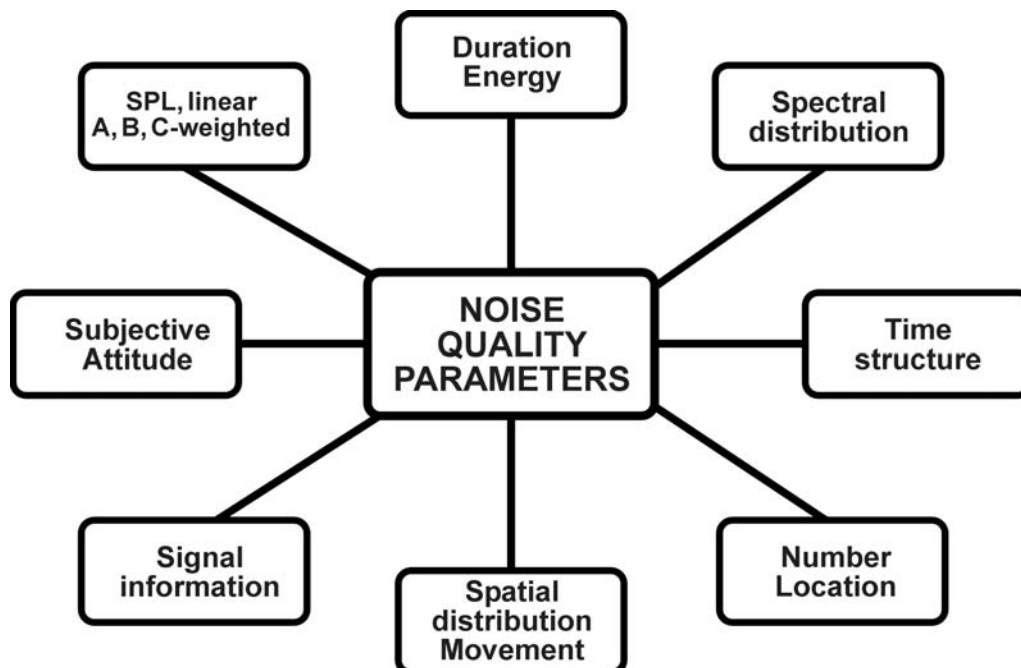 Duration
Energy
SPL, linear
A, B, C-weighted
Spectral
distribution
Subjective
Attitude
NOISE
QUALITY
PARAMETERS
Time
structure
Signal
information
Spatial
distribution
Movement
Number
Location